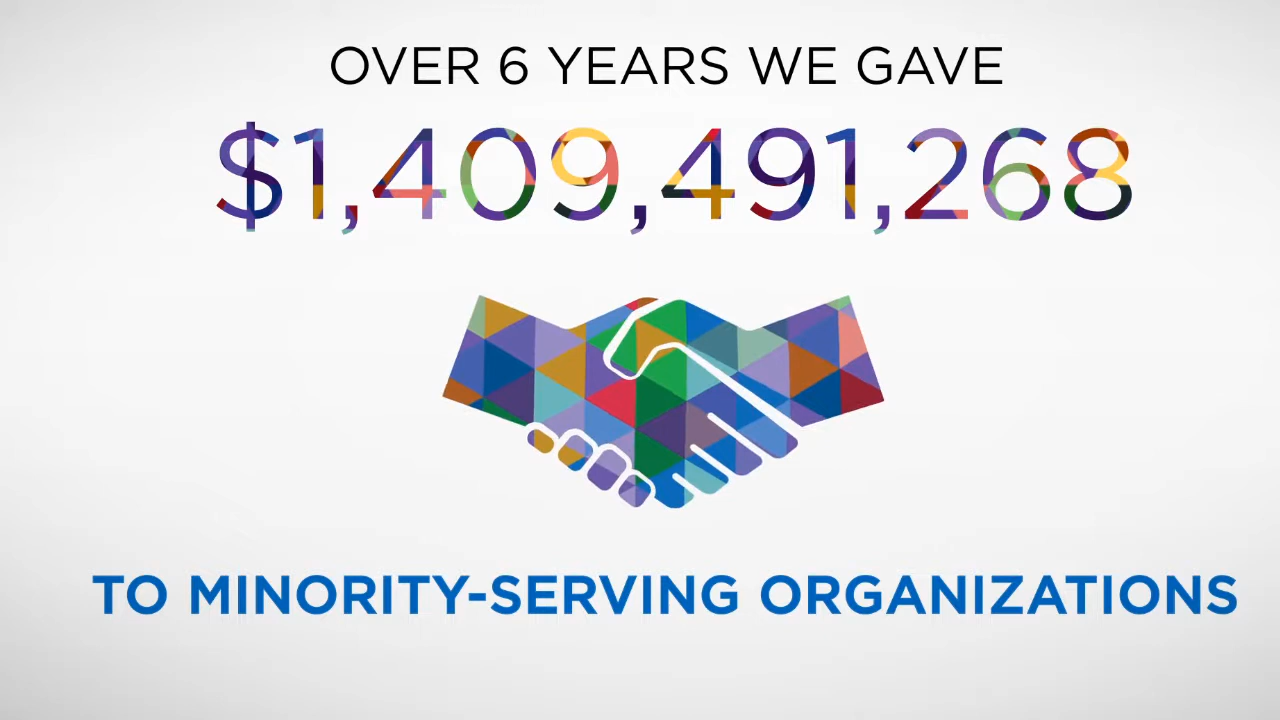 OVER 6 YEARS WE GAVE
$1,409,491,268
TO MINORITY-SERVING ORGANIZATIONS